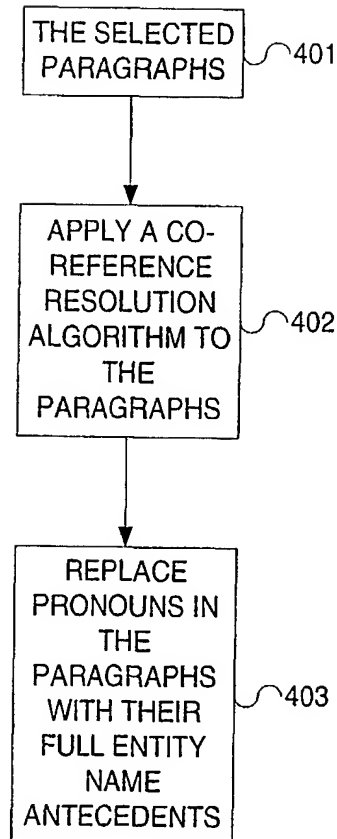 THE SELECTED
PARAGRAPHS
401
APPLY A CO-
REFERENCE
RESOLUTION
ALGORITHM TO
THE
PARAGRAPHS
402
REPLACE
PRONOUNS IN
THE
PARAGRAPHS
WITH THEIR
FULL ENTITY
NAME
ANTECEDENTS
403